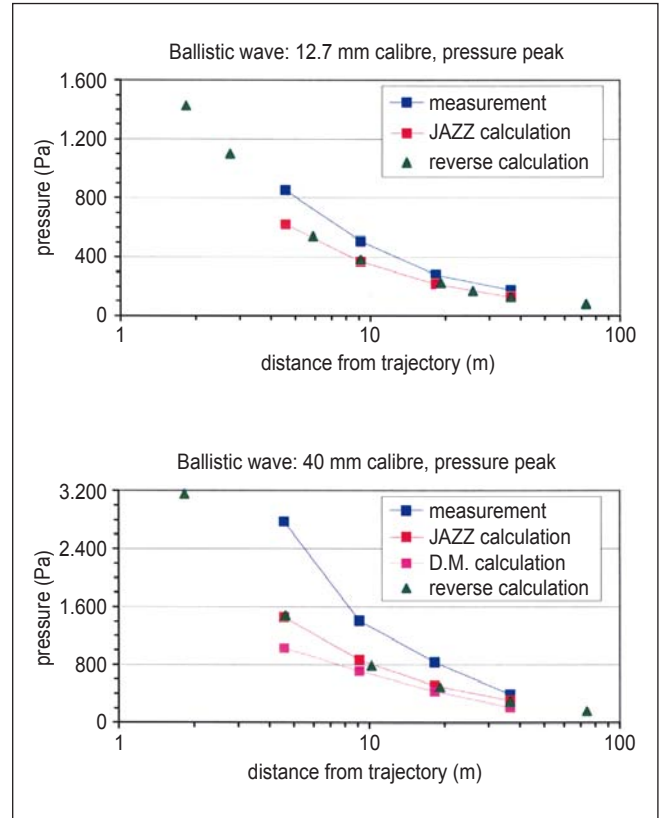 Ballistic wave: 12.7 mm calibre, pressure peak
1.600
1.200
800
400
0
pressure (Pa)
measurement
JAZZ calculation
reverse calculation
1 10 100
distance from trajectory (m)
Ballistic wave: 40 mm calibre, pressure peak
3.200
2.400
1.600
800
0
pressure (Pa)
measurement
JAZZ calculation
D.M. calculation
reverse calculation
1 10 100
distance from trajectory (m)